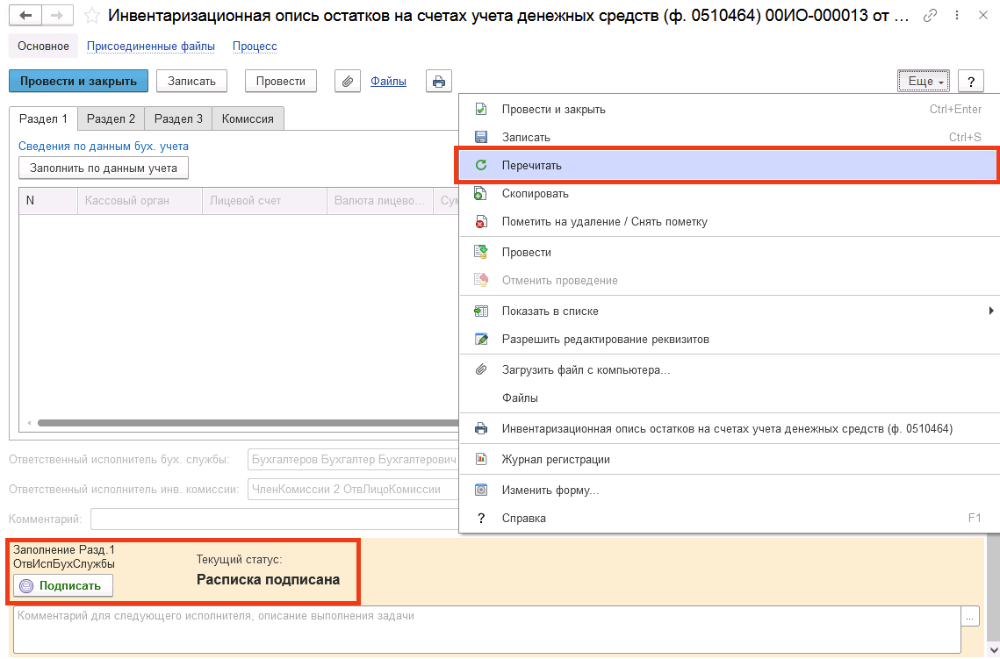 Инвентаризационная опись остатков на счетах учета денежных средств (ф. 0510464) 00ИО-000013 от ...
Основное Присоединенные файлы Процесс
Провести и закрыть Записать Провести Файлы Еще ?
Раздел 1 Раздел 2 Раздел 3 Комиссия
Сведения по данным бух. учета
Заполнить по данным учета
N Кассовый орган Лицевой счет Валюта лицево... Сум
Провести и закрыть Ctrl+Enter
Записать Ctrl+S
Перечитать
Скопировать
Пометить на удаление / Снять пометку
Провести
Отменить проведение
Показать в списке
Разрешить редактирование реквизитов
Загрузить файл с компьютера...
Файлы
Инвентаризационная опись остатков на счетах учета денежных средств (ф. 0510464)
Журнал регистрации
Изменить форму...
? Справка F1
Ответственный исполнитель бух. службы: Бухгалтеров Бухгалтер Бухгалтерович
Ответственный исполнитель инв. комиссии: ЧленКомиссии 2 ОтвЛицоКомиссии
Комментарий:
Заполнение Разд.1
ОтвИспБухСлужбы
Подписать
Текущий статус:
Расписка подписана
Комментарий для следующего исполнителя, описание выполнения задачи
...